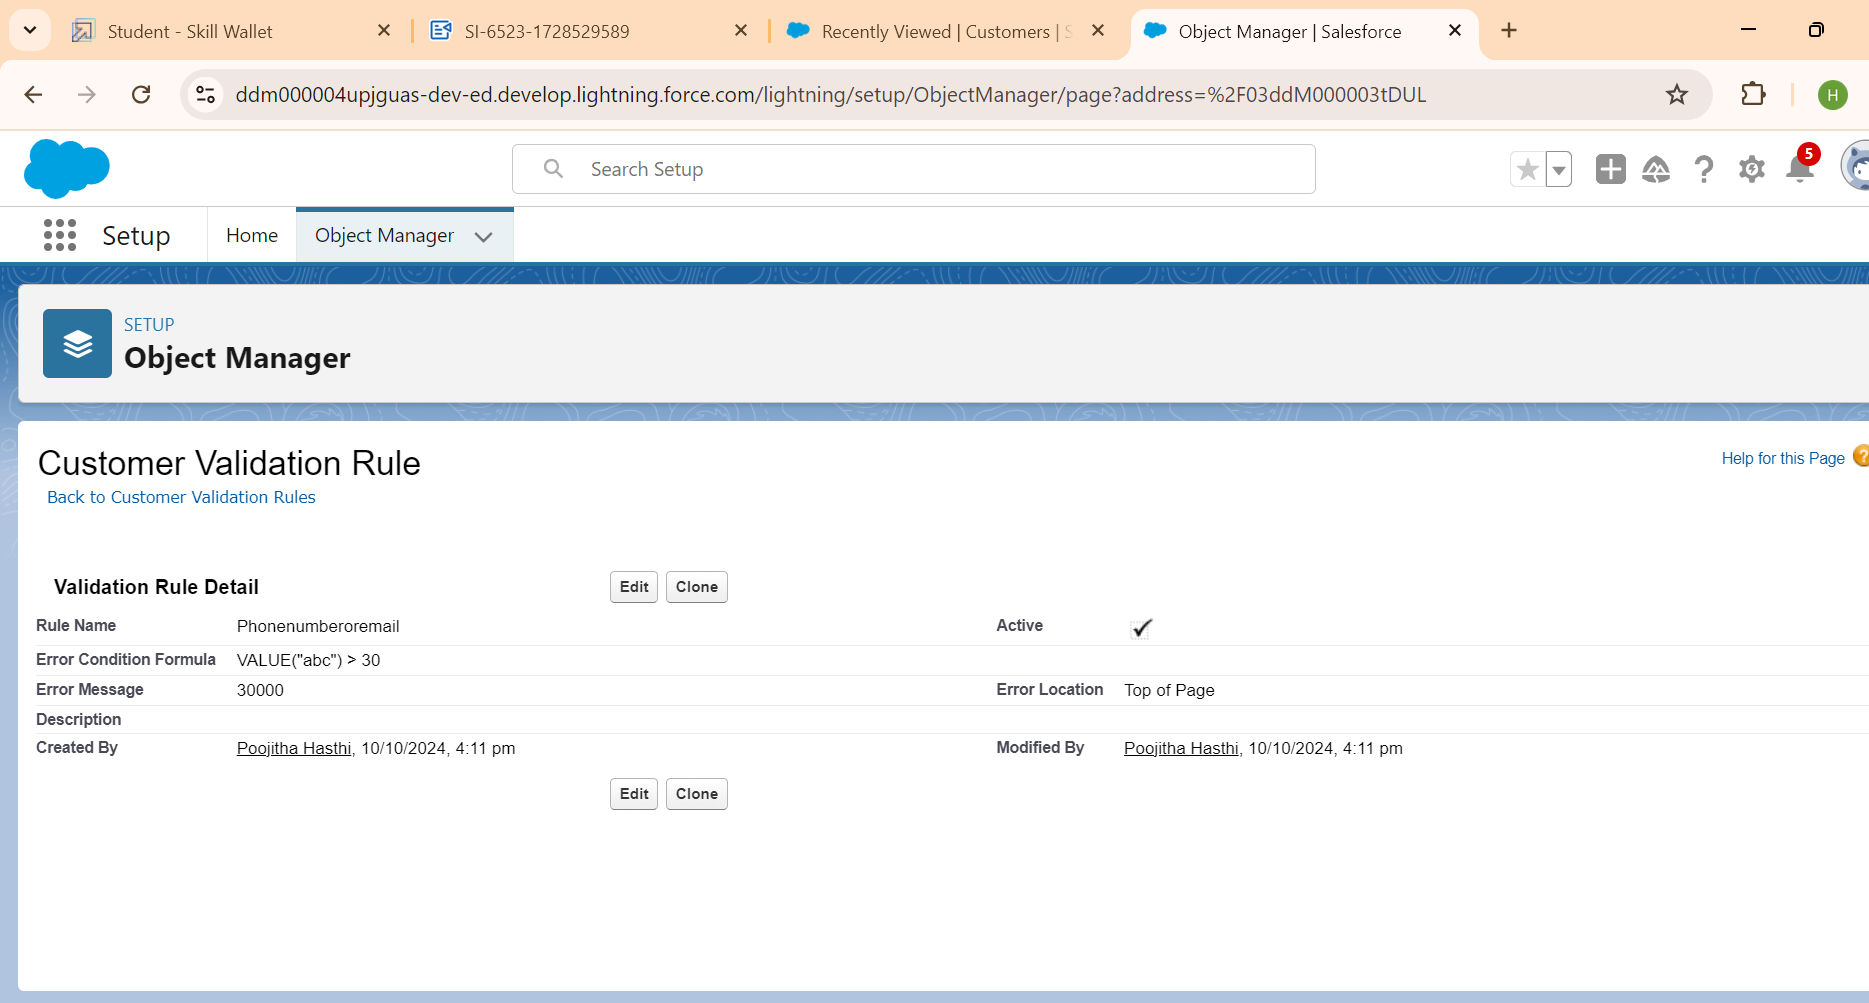 Student - Skill Wallet
SI-6523-1728529589
Recently Viewed | Customers | S
Object Manager | Salesforce
ddm000004upjguas-dev-ed.develop.lightning.force.com/lightning/setup/ObjectManager/page?address=%2F03ddM000003tDUL
H
Search Setup
5
Setup
Home
Object Manager
SETUP
Object Manager
Customer Validation Rule
Help for this Page
Back to Customer Validation Rules
Validation Rule Detail
Edit
Clone
Rule Name
Phonenumberoremail
Active
Error Condition Formula
VALUE("abc") > 30
Error Message
30000
Error Location
Top of Page
Description
Created By
Poojitha Hasthi, 10/10/2024, 4:11 pm
Modified By
Poojitha Hasthi, 10/10/2024, 4:11 pm
Edit
Clone